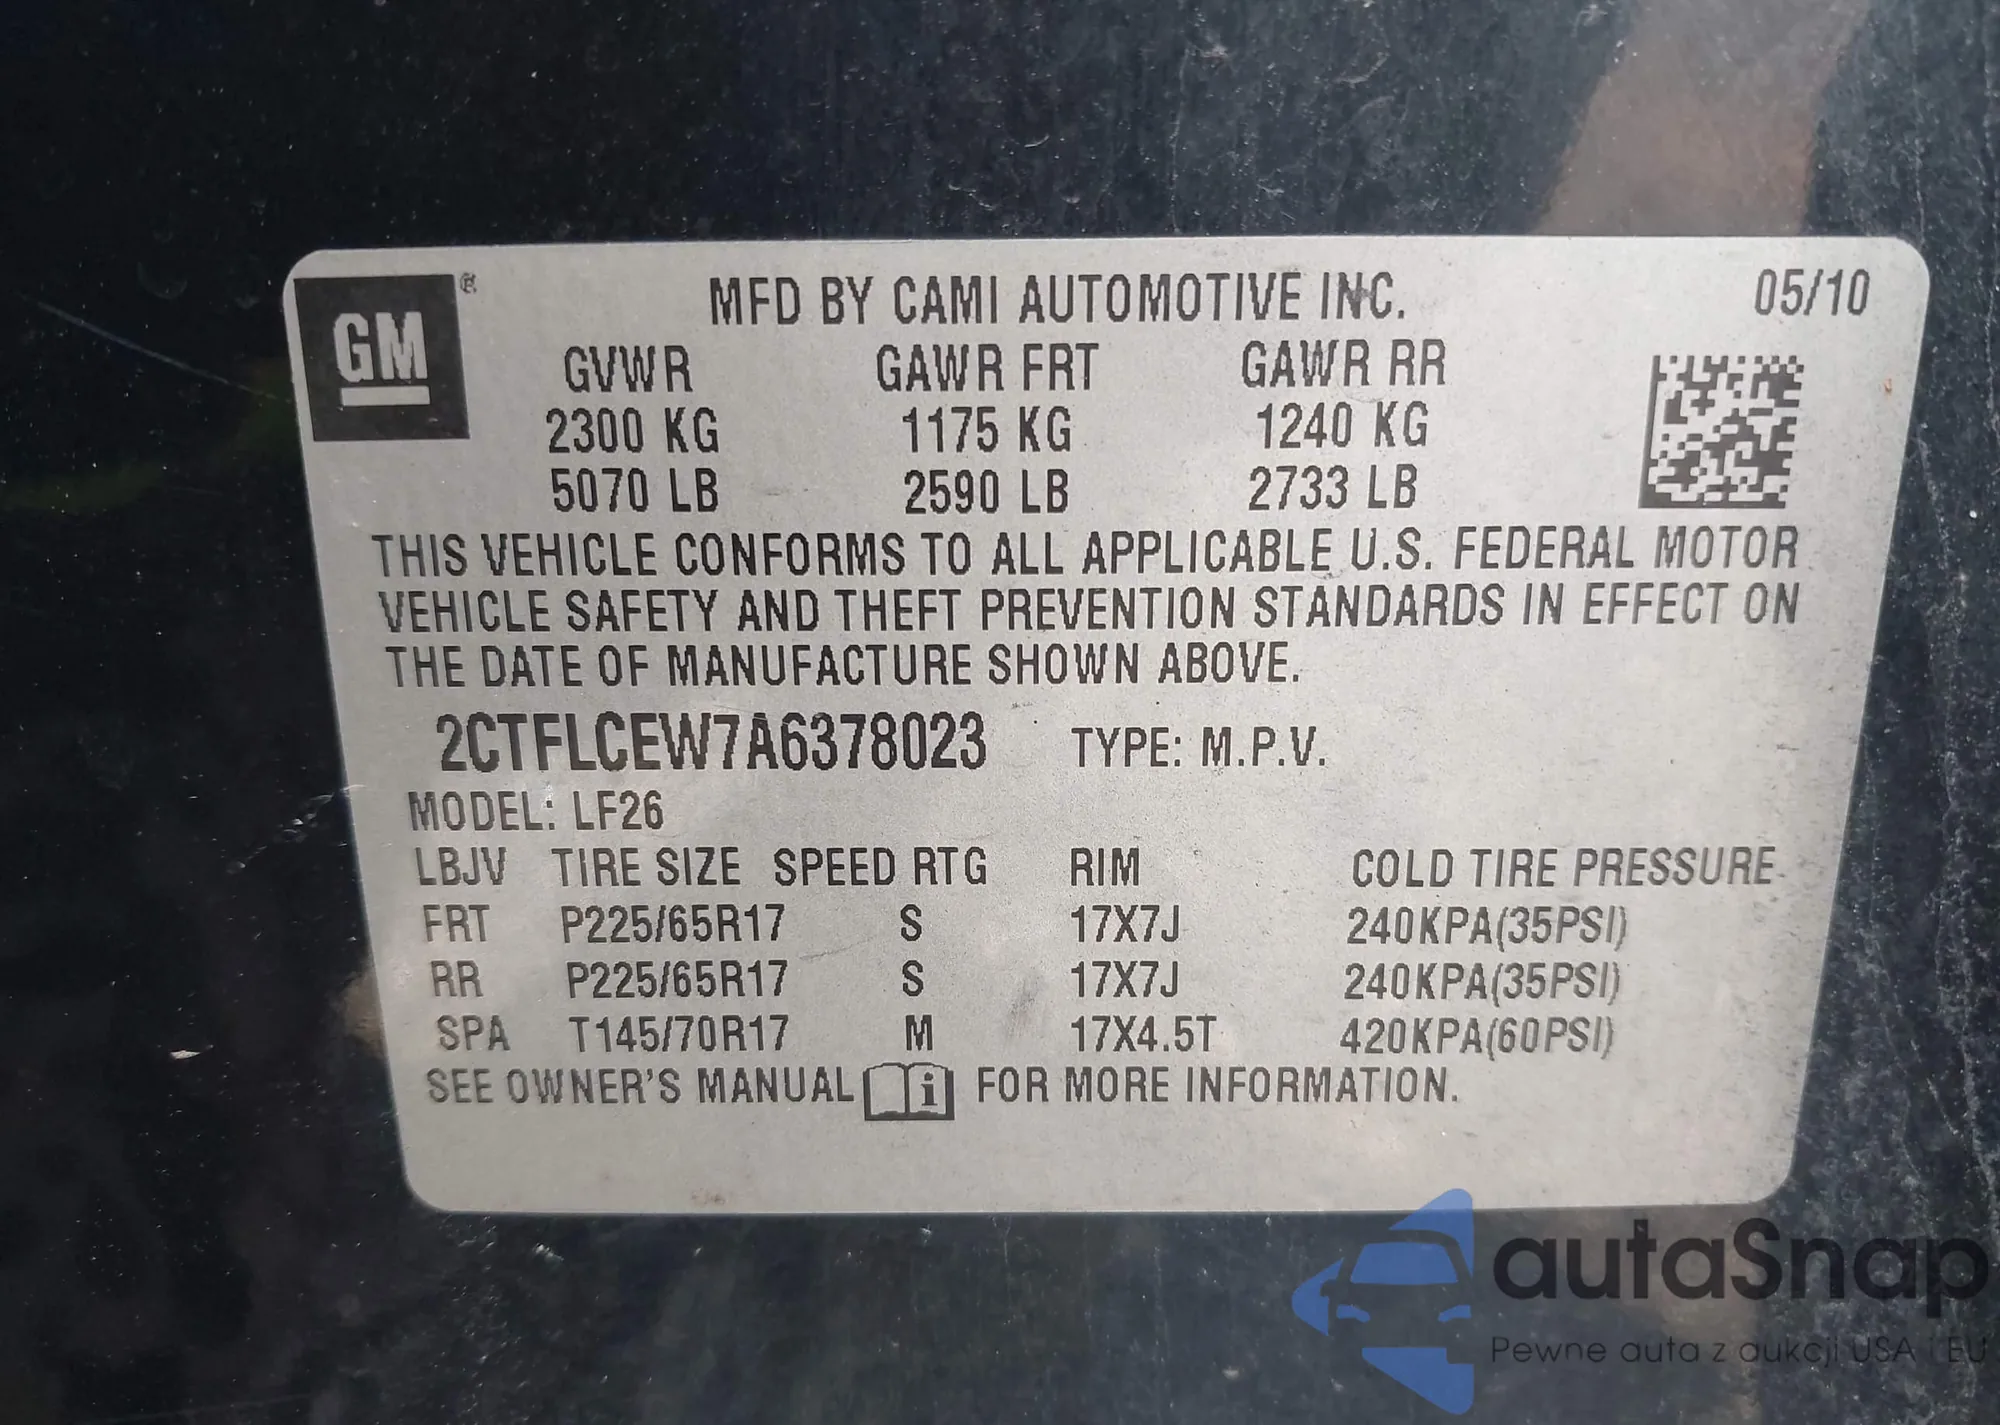 GM ®
MFD BY CAMI AUTOMOTIVE INC. 05/10
GVWR GAWR FRT GAWR RR
2300 KG 1175 KG 1240 KG
5070 LB 2590 LB 2733 LB
THIS VEHICLE CONFORMS TO ALL APPLICABLE U.S. FEDERAL MOTOR
VEHICLE SAFETY AND THEFT PREVENTION STANDARDS IN EFFECT ON
THE DATE OF MANUFACTURE SHOWN ABOVE.
2CTFLCEW7A6378023 TYPE: M.P.V.
MODEL: LF26
LBJV TIRE SIZE SPEED RTG RIM COLD TIRE PRESSURE
FRT P225/65R17 S 17X7J 240KPA(35PSI)
RR P225/65R17 S 17X7J 240KPA(35PSI)
SPA T145/70R17 M 17X4.5T 420KPA(60PSI)
SEE OWNER'S MANUAL i FOR MORE INFORMATION.
autaSnap
Pewne auta z aukcji USA i EU